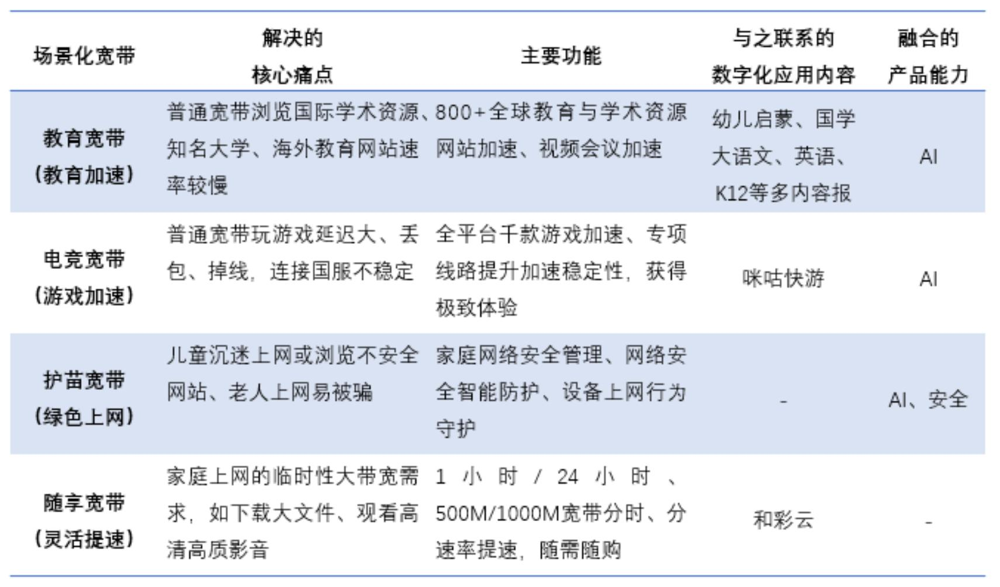 场景化宽带
解决的
核心痛点
主要功能
与之联系的
数字化应用内容
融合的
产品能力
教育宽带
(教育加速)
普通宽带浏览国际学术资源、
知名大学、海外教育网站速
率较慢
800+全球教育与学术资源
网站加速、视频会议加速
幼儿启蒙、国学
大语文、英语、
K12等多内容报
AI
电竞宽带
(游戏加速)
普通宽带玩游戏延迟大、丢
包、掉线，连接国服不稳定
全平台千款游戏加速、专项
线路提升加速稳定性，获得
极致体验
咪咕快游
AI
护苗宽带
(绿色上网)
儿童沉迷上网或浏览不安全
网站、老人上网易被骗
家庭网络安全管理、网络安
全智能防护、设备上网行为
守护
-
AI、安全
随享宽带
(灵活提速)
家庭上网的临时性大带宽需
求，如下载大文件、观看高
清高质影音
1 小 时 / 24 小 时 、
500M/1000M宽带分时、分
速率提速，随需随购
和彩云
-